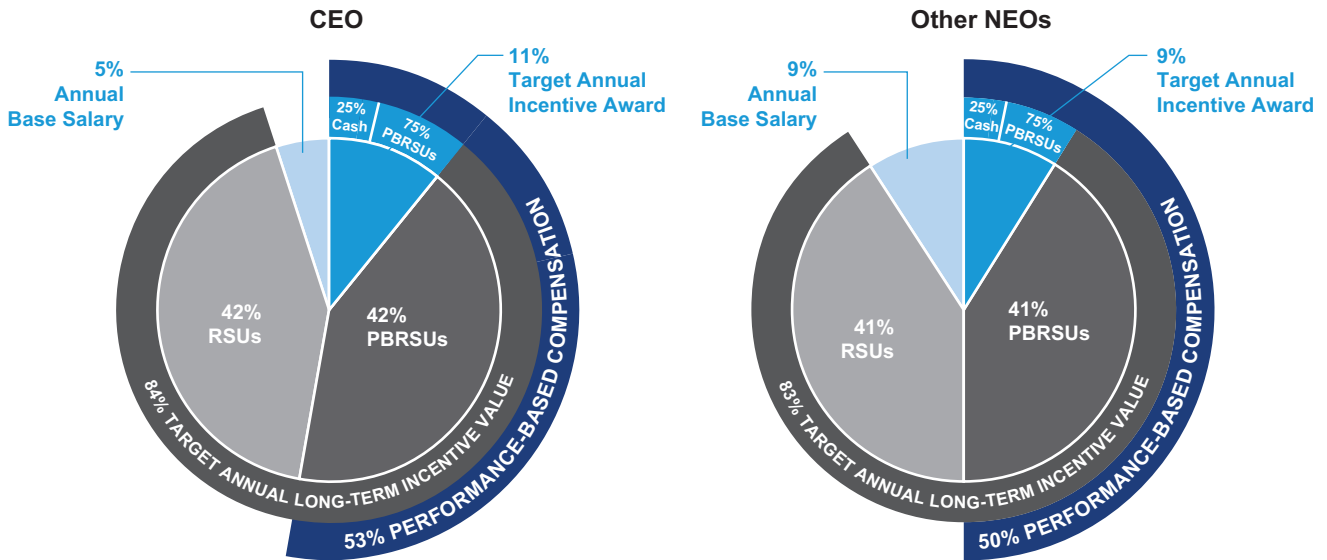 CEO
5%
Annual
Base Salary
11%
Target Annual
Incentive Award
25%
Cash
75%
PBRSUs
42%
RSUs
42%
PBRSUs
84% TARGET ANNUAL LONG-TERM INCENTIVE VALUE
53% PERFORMANCE-BASED COMPENSATION
Other NEOs
9%
Annual
Base Salary
9%
Target Annual
Incentive Award
25%
Cash
75%
PBRSUs
41%
RSUs
41%
PBRSUs
83% TARGET ANNUAL LONG-TERM INCENTIVE VALUE
50% PERFORMANCE-BASED COMPENSATION